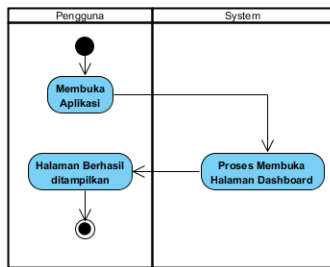 Pengguna
System
Membuka
Aplikasi
Proses Membuka
Halaman Dashboard
Halaman Berhasil
ditampilkan